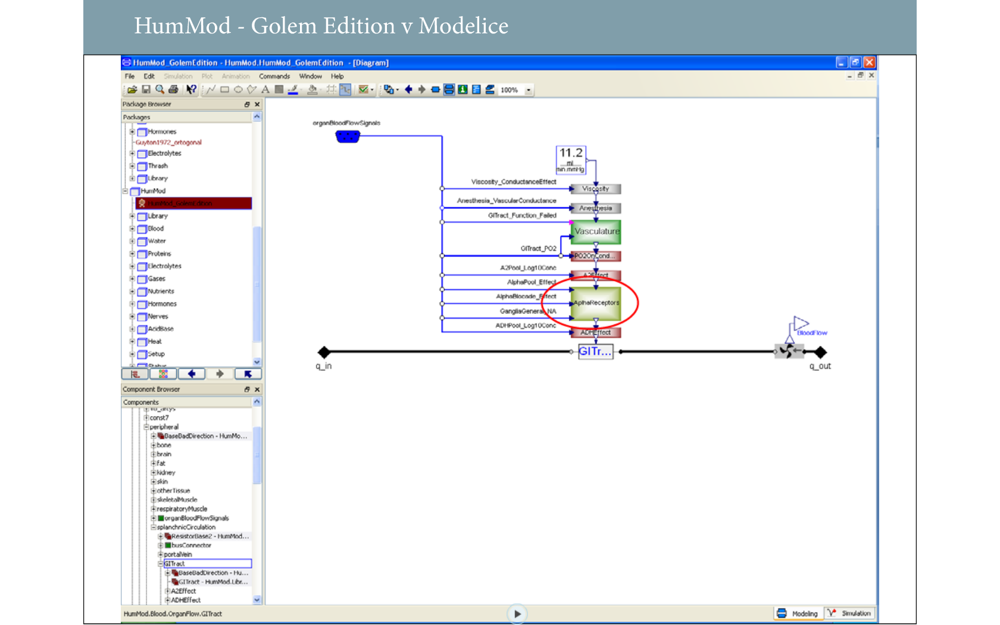 HumMod - Golem Edition v Modelice
HumMod_GolemEdition - HumMod.HumMod_GolemEdition - [Diagram]
File Edit Simulation Plot Animation Commands Window Help
100%
Package Browser
Packages
Hormones
Guyton1972_ortogonal
Electrolytes
Thrash
Library
HumMod
HumMod_GolemEdition
Library
Blood
Water
Proteins
Electrolytes
Gases
Nutrients
Hormones
Nerves
AcidBase
Heat
Setup
Status
Component Browser
Components
const7
peripheral
BaseBadDirection - HumMo...
bone
brain
fat
kidney
skin
otherTissue
skeletalMuscle
respiratoryMuscle
organBloodFlowSignals
splanchnicCirculation
ResistorBase2 - HumMod...
busConnector
portalVein
GITract
BaseBadDirection - Hu...
GITract - HumMod.Libr...
A2Effect
ADHEffect
organBloodFlowSignals
11.2
ml
min.mmHg
Viscosity_ConductanceEffect
Viscosity
Anesthesia_VascularConductance
Anesthesia
GITract_Function_Failed
Vasculature
GITract_PO2
PO2OnCond...
A2Pool_Log10Conc
A2Effect
AlphaPool_Effect
AlphaBlocade_Effect
AplhaReceptors
GangliaGeneral_NA
ADHPool_Log10Conc
ADHEffect
GITr...
BloodFlow
q_in
q_out
HumMod.Blood.OrganFlow.GITract
Modeling
Simulation